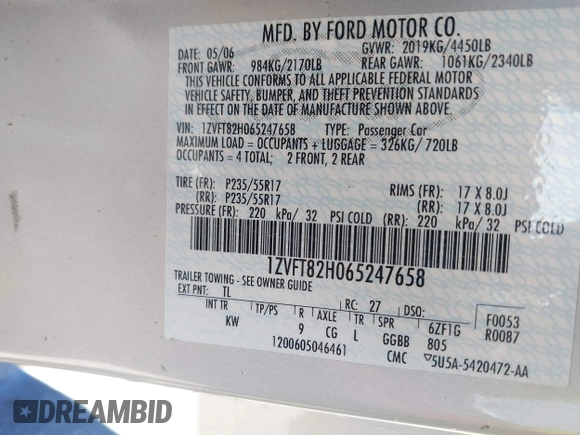 MFD. BY FORD MOTOR CO.
05/06 GVWR: 2019KG/4450LB
FRONT GAWR: 984KG/2170LB REAR GAWR: 1061KG/2340LB
THIS VEHICLE CONFORMS TO ALL APPLICABLE FEDERAL MOTOR
VEHICLE SAFETY, BUMPER, AND THEFT PREVENTION STANDARDS
IN EFFECT ON THE DATE OF MANUFACTURE SHOWN ABOVE.
VIN: 1ZVFT82H065247658 TYPE: Passenger Car
MAXIMUM LOAD = OCCUPANTS + LUGGAGE = 326KG/ 720LB
OCCUPANTS = 4 TOTAL; 2 FRONT, 2 REAR
TIRE (FR): P235/55R17 RIMS (FR): 17 X 8.0J
(RR): P235/55R17 (RR): 17 X 8.0J
PRESSURE (FR): 220 kPa/ 32 PSI COLD (RR): 220 kPa/ 32 PSI COLD
1ZVFT82H065247658
TRAILER TOWING - SEE OWNER GUIDE
EXT PNT: TL RC: 27 DSO: F0053
INT TR TP/PS R AXLE TR SPR 6ZF1G R0087
KW 9 CG L GGBB 805
1200605046461 CMC ▽5U5A-5420472-AA
DREAMBID